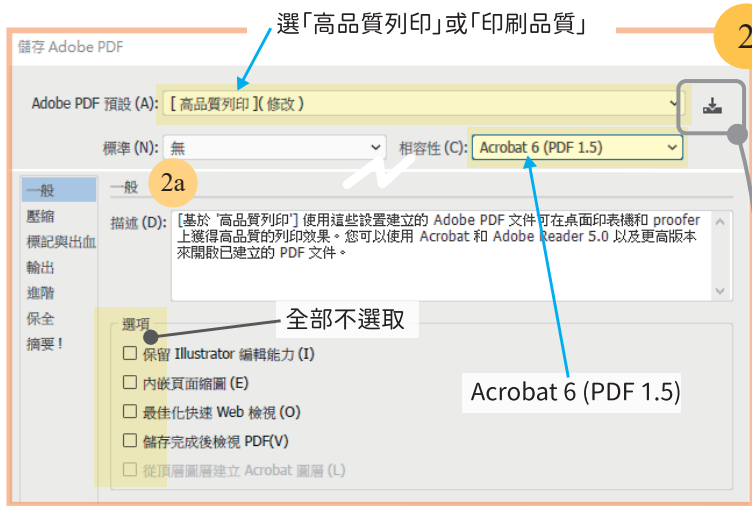 選「高品質列印」或「印刷品質」
2
儲存 Adobe PDF
Adobe PDF 預設 (A): [ 高品質列印 ]( 修改 )
標準 (N): 無 相容性 (C): Acrobat 6 (PDF 1.5)
一般 一般 2a
壓縮
標記與出血
輸出
進階
保全
摘要 !
描述 (D): [基於 '高品質列印'] 使用這些設置建立的 Adobe PDF 文件可在桌面印表機和 proofer
上獲得高品質的列印效果。您可以使用 Acrobat 和 Adobe Reader 5.0 以及更高版本
來開啟已建立的 PDF 文件。
選項 全部不選取
保留 Illustrator 編輯能力 (I)
內嵌頁面縮圖 (E)
最佳化快速 Web 檢視 (O)
儲存完成後檢視 PDF(V)
從頂層圖層建立 Acrobat 圖層 (L)
Acrobat 6 (PDF 1.5)